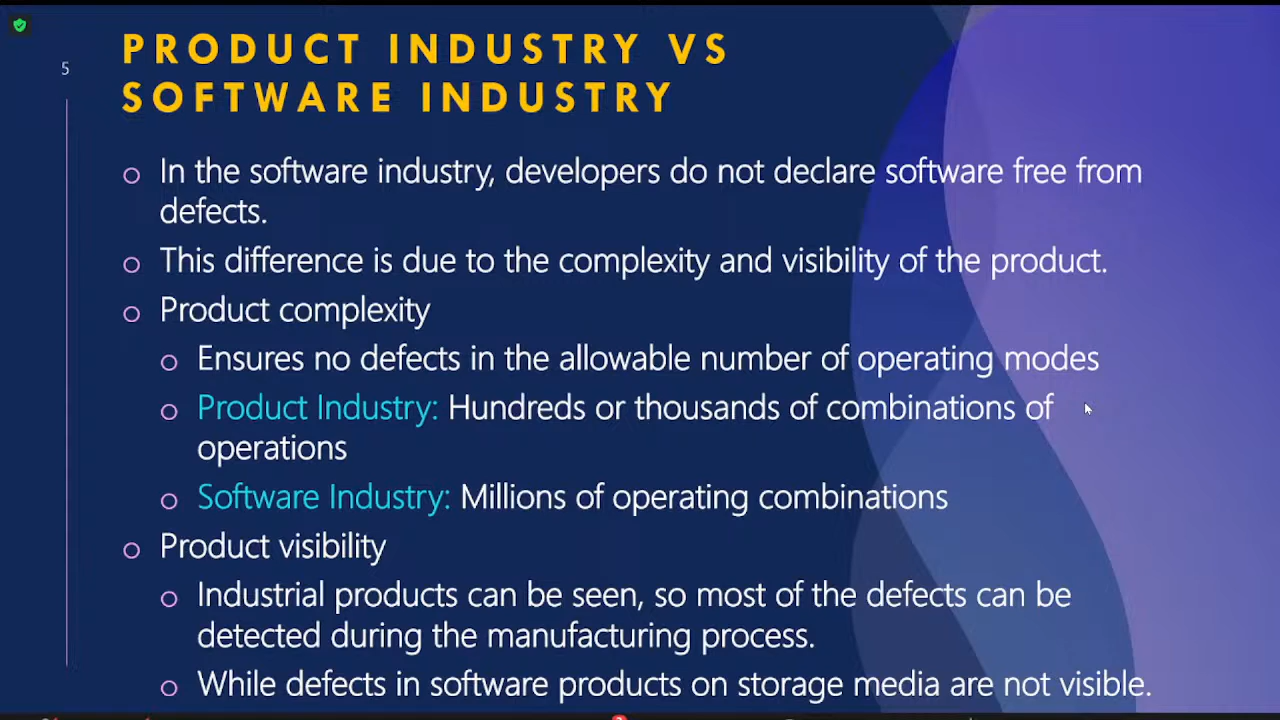 5
PRODUCT INDUSTRY VS
SOFTWARE INDUSTRY
In the software industry, developers do not declare software free from
defects.
This difference is due to the complexity and visibility of the product.
Product complexity
Ensures no defects in the allowable number of operating modes
Product Industry: Hundreds or thousands of combinations of
operations
Software Industry: Millions of operating combinations
Product visibility
Industrial products can be seen, so most of the defects can be
detected during the manufacturing process.
While defects in software products on storage media are not visible.